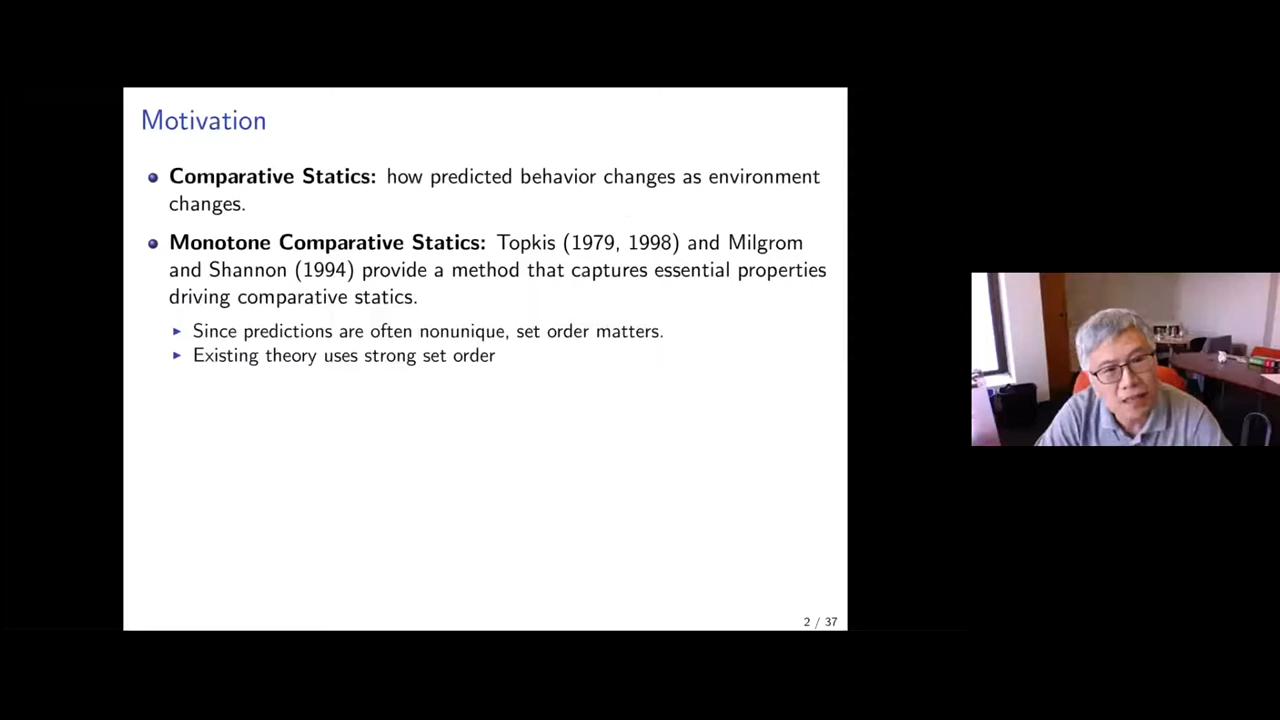 Motivation
Comparative Statics: how predicted behavior changes as environment
changes.
Monotone Comparative Statics: Topkis (1979, 1998) and Milgrom
and Shannon (1994) provide a method that captures essential properties
driving comparative statics.
Since predictions are often nonunique, set order matters.
Existing theory uses strong set order
2 / 37